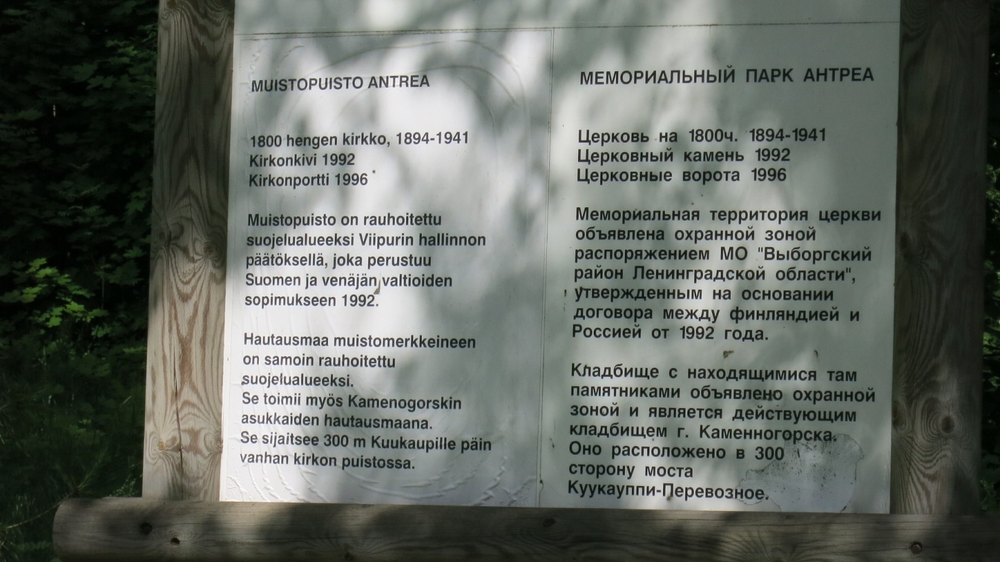 MUISTOPUISTO ANTREA
1800 hengen kirkko, 1894-1941
Kirkonkivi 1992
Kirkonportti 1996
Muistopuisto on rauhoitettu
suojelualueeksi Viipurin hallinnon
päätöksellä, joka perustuu
Suomen ja venäjän valtioiden
sopimukseen 1992.
Hautausmaa muistomerkkeineen
on samoin rauhoitettu
suojelualueeksi.
Se toimii myös Kamenogorskin
asukkaiden hautausmaana.
Se sijaitsee 300 m Kuukaupille päin
vanhan kirkon puistossa.
МЕМОРИАЛЬНЫЙ ПАРК АНТРЕА
Церковь на 1800ч. 1894-1941
Церковный камень 1992
Церковные ворота 1996
Мемориальная территория церкви
объявлена охранной зоной
распоряжением МО "Выборгский
район Ленинградской области",
утвержденным на основании
договора между финляндией и
Россией от 1992 года.
Кладбище с находящимися там
памятниками объявлено охранной
зоной и является действующим
кладбищем г. Каменногорска.
Оно расположено в 300
сторону моста
Куукауппи-Перевозное.